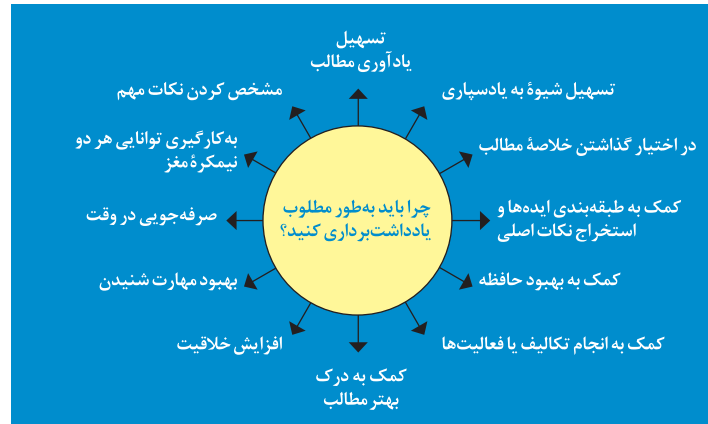 چرا باید به‌طور مطلوب
یادداشت‌برداری کنید؟
تسهیل
یادآوری مطالب
تسهیل شیوهٔ به یادسپاری
در اختیار گذاشتن خلاصهٔ مطالب
کمک به طبقه‌بندی ایده‌ها و
استخراج نکات اصلی
کمک به بهبود حافظه
کمک به انجام تکالیف یا فعالیت‌ها
کمک به درک
بهتر مطالب
افزایش خلاقیت
بهبود مهارت شنیدن
صرفه‌جویی در وقت
به‌کارگیری توانایی هر دو
نیمکرهٔ مغز
مشخص کردن نکات مهم